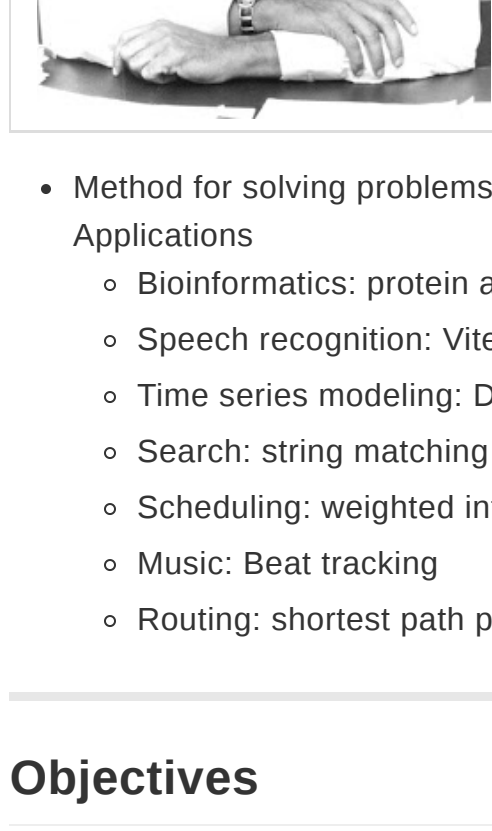 Method for solving problems
Applications
Bioinformatics: protein
Speech recognition:
Time series modeling:
Search: string matching
Scheduling: weighted
Music: Beat tracking
Routing: shortest path
Objectives